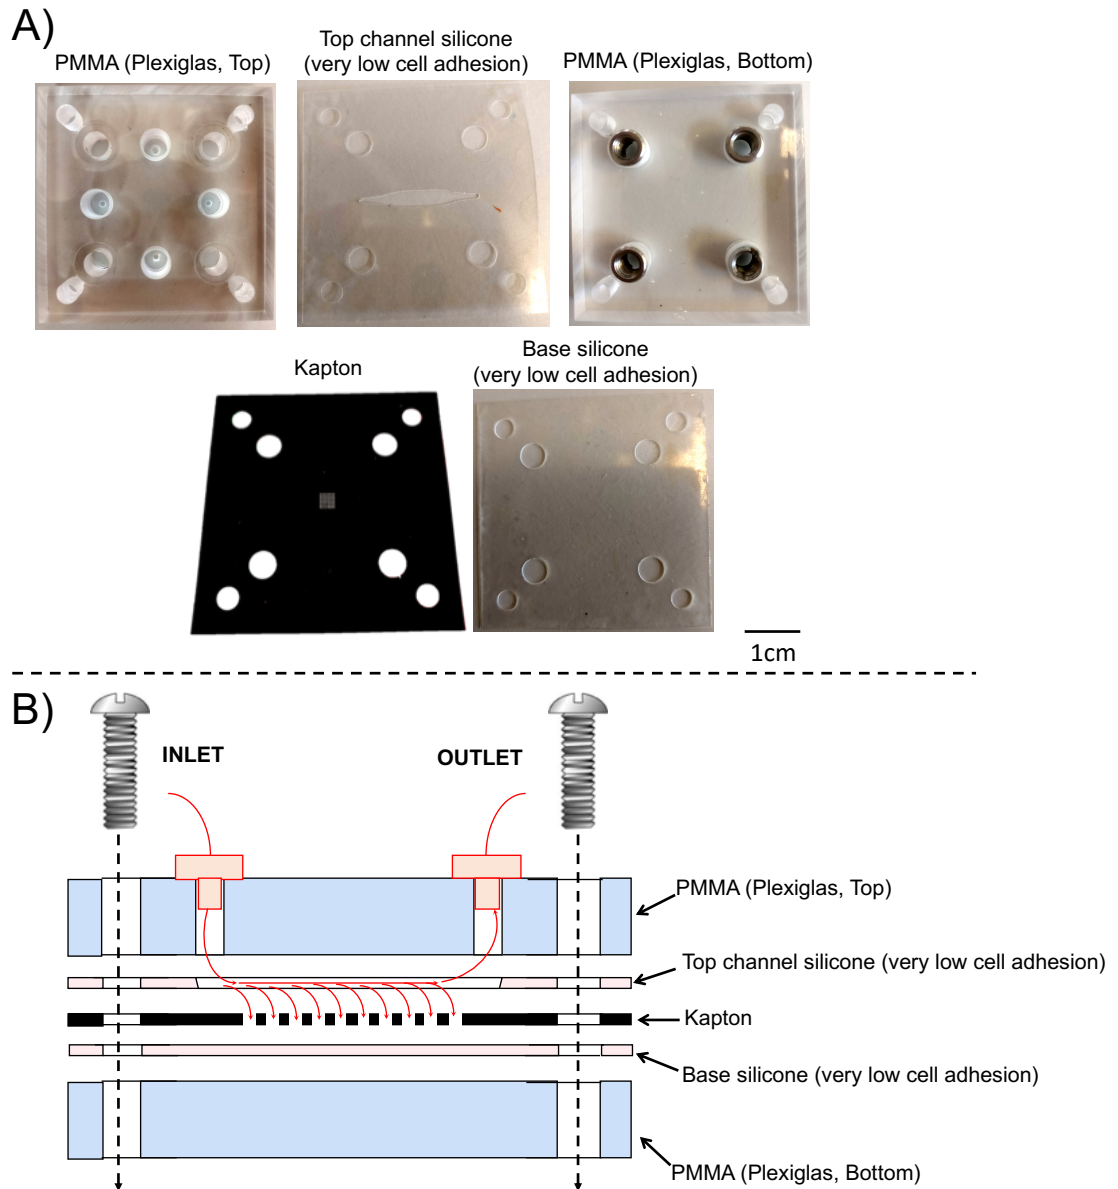 A)
PMMA (Plexiglas, Top)
Top channel silicone
(very low cell adhesion)
PMMA (Plexiglas, Bottom)
Kapton
Base silicone
(very low cell adhesion)
1cm
B)
INLET
OUTLET
PMMA (Plexiglas, Top)
Top channel silicone (very low cell adhesion)
Kapton
Base silicone (very low cell adhesion)
PMMA (Plexiglas, Bottom)